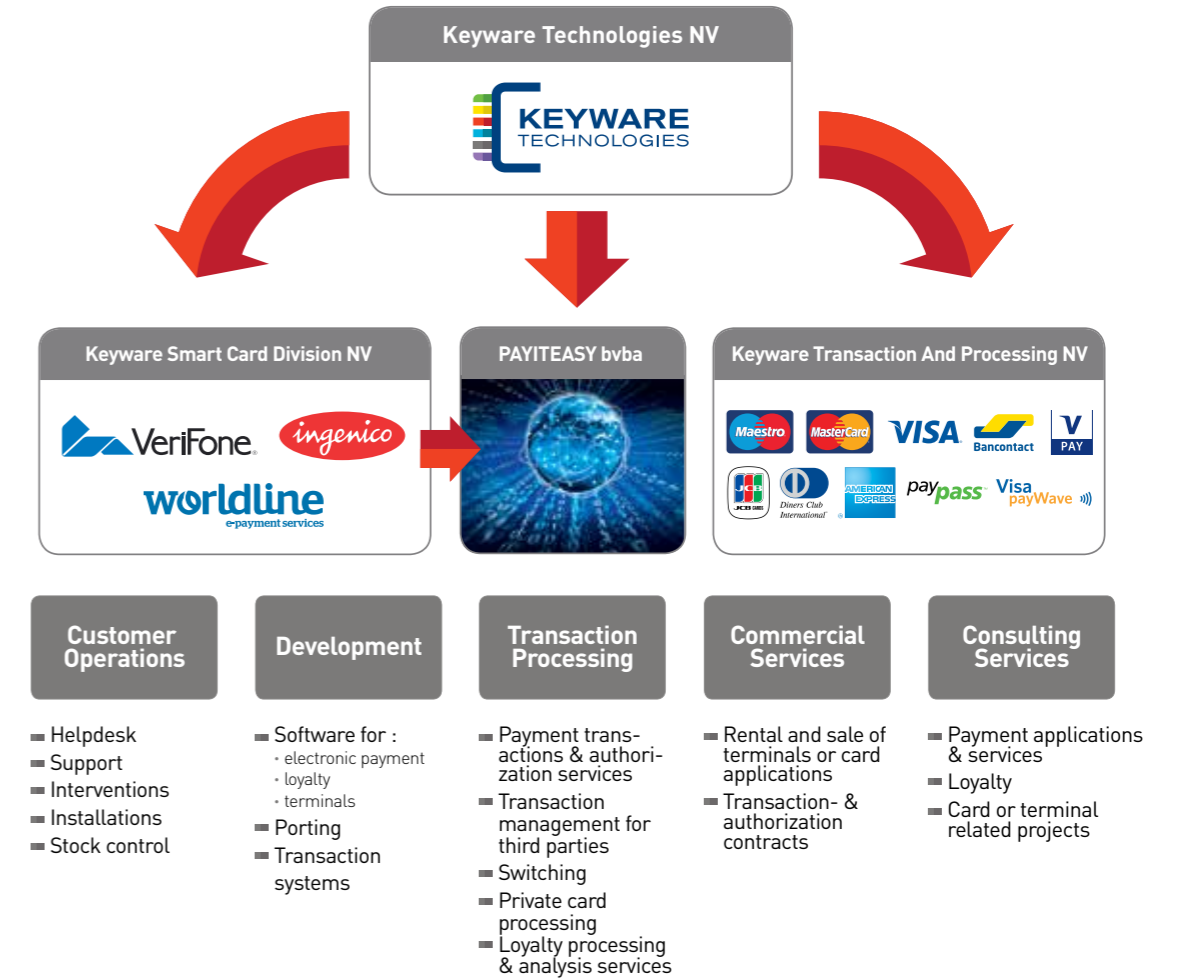 Keyware Technologies NV
KEYWARE
TECHNOLOGIES
Keyware Smart Card Division NV
VeriFone®
ingenico
worldline
e-payment services
PAYITEASY bvba
Keyware Transaction And Processing NV
Maestro
MasterCard
VISA
Bancontact
V
PAY
JCB
JCB CARDS
Diners Club
International
AMERICAN
EXPRESS
®
paypass™
Visa
payWave
Customer
Operations
Helpdesk
Support
Interventions
Installations
Stock control
Development
Software for :
· electronic payment
· loyalty
· terminals
Porting
Transaction
systems
Transaction
Processing
Payment trans-
actions & authori-
zation services
Transaction
management for
third parties
Switching
Private card
processing
Loyalty processing
& analysis services
Commercial
Services
Rental and sale of
terminals or card
applications
Transaction- &
authorization
contracts
Consulting
Services
Payment applications
& services
Loyalty
Card or terminal
related projects